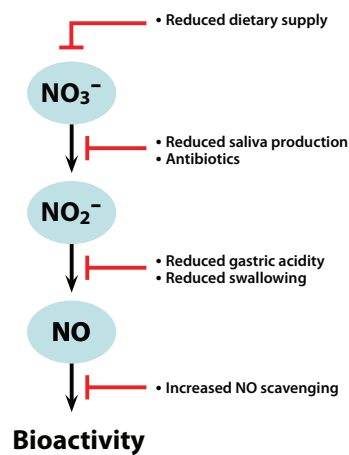 • Reduced dietary supply
NO₃⁻
• Reduced saliva production
• Antibiotics
NO₂⁻
• Reduced gastric acidity
• Reduced swallowing
NO
• Increased NO scavenging
Bioactivity